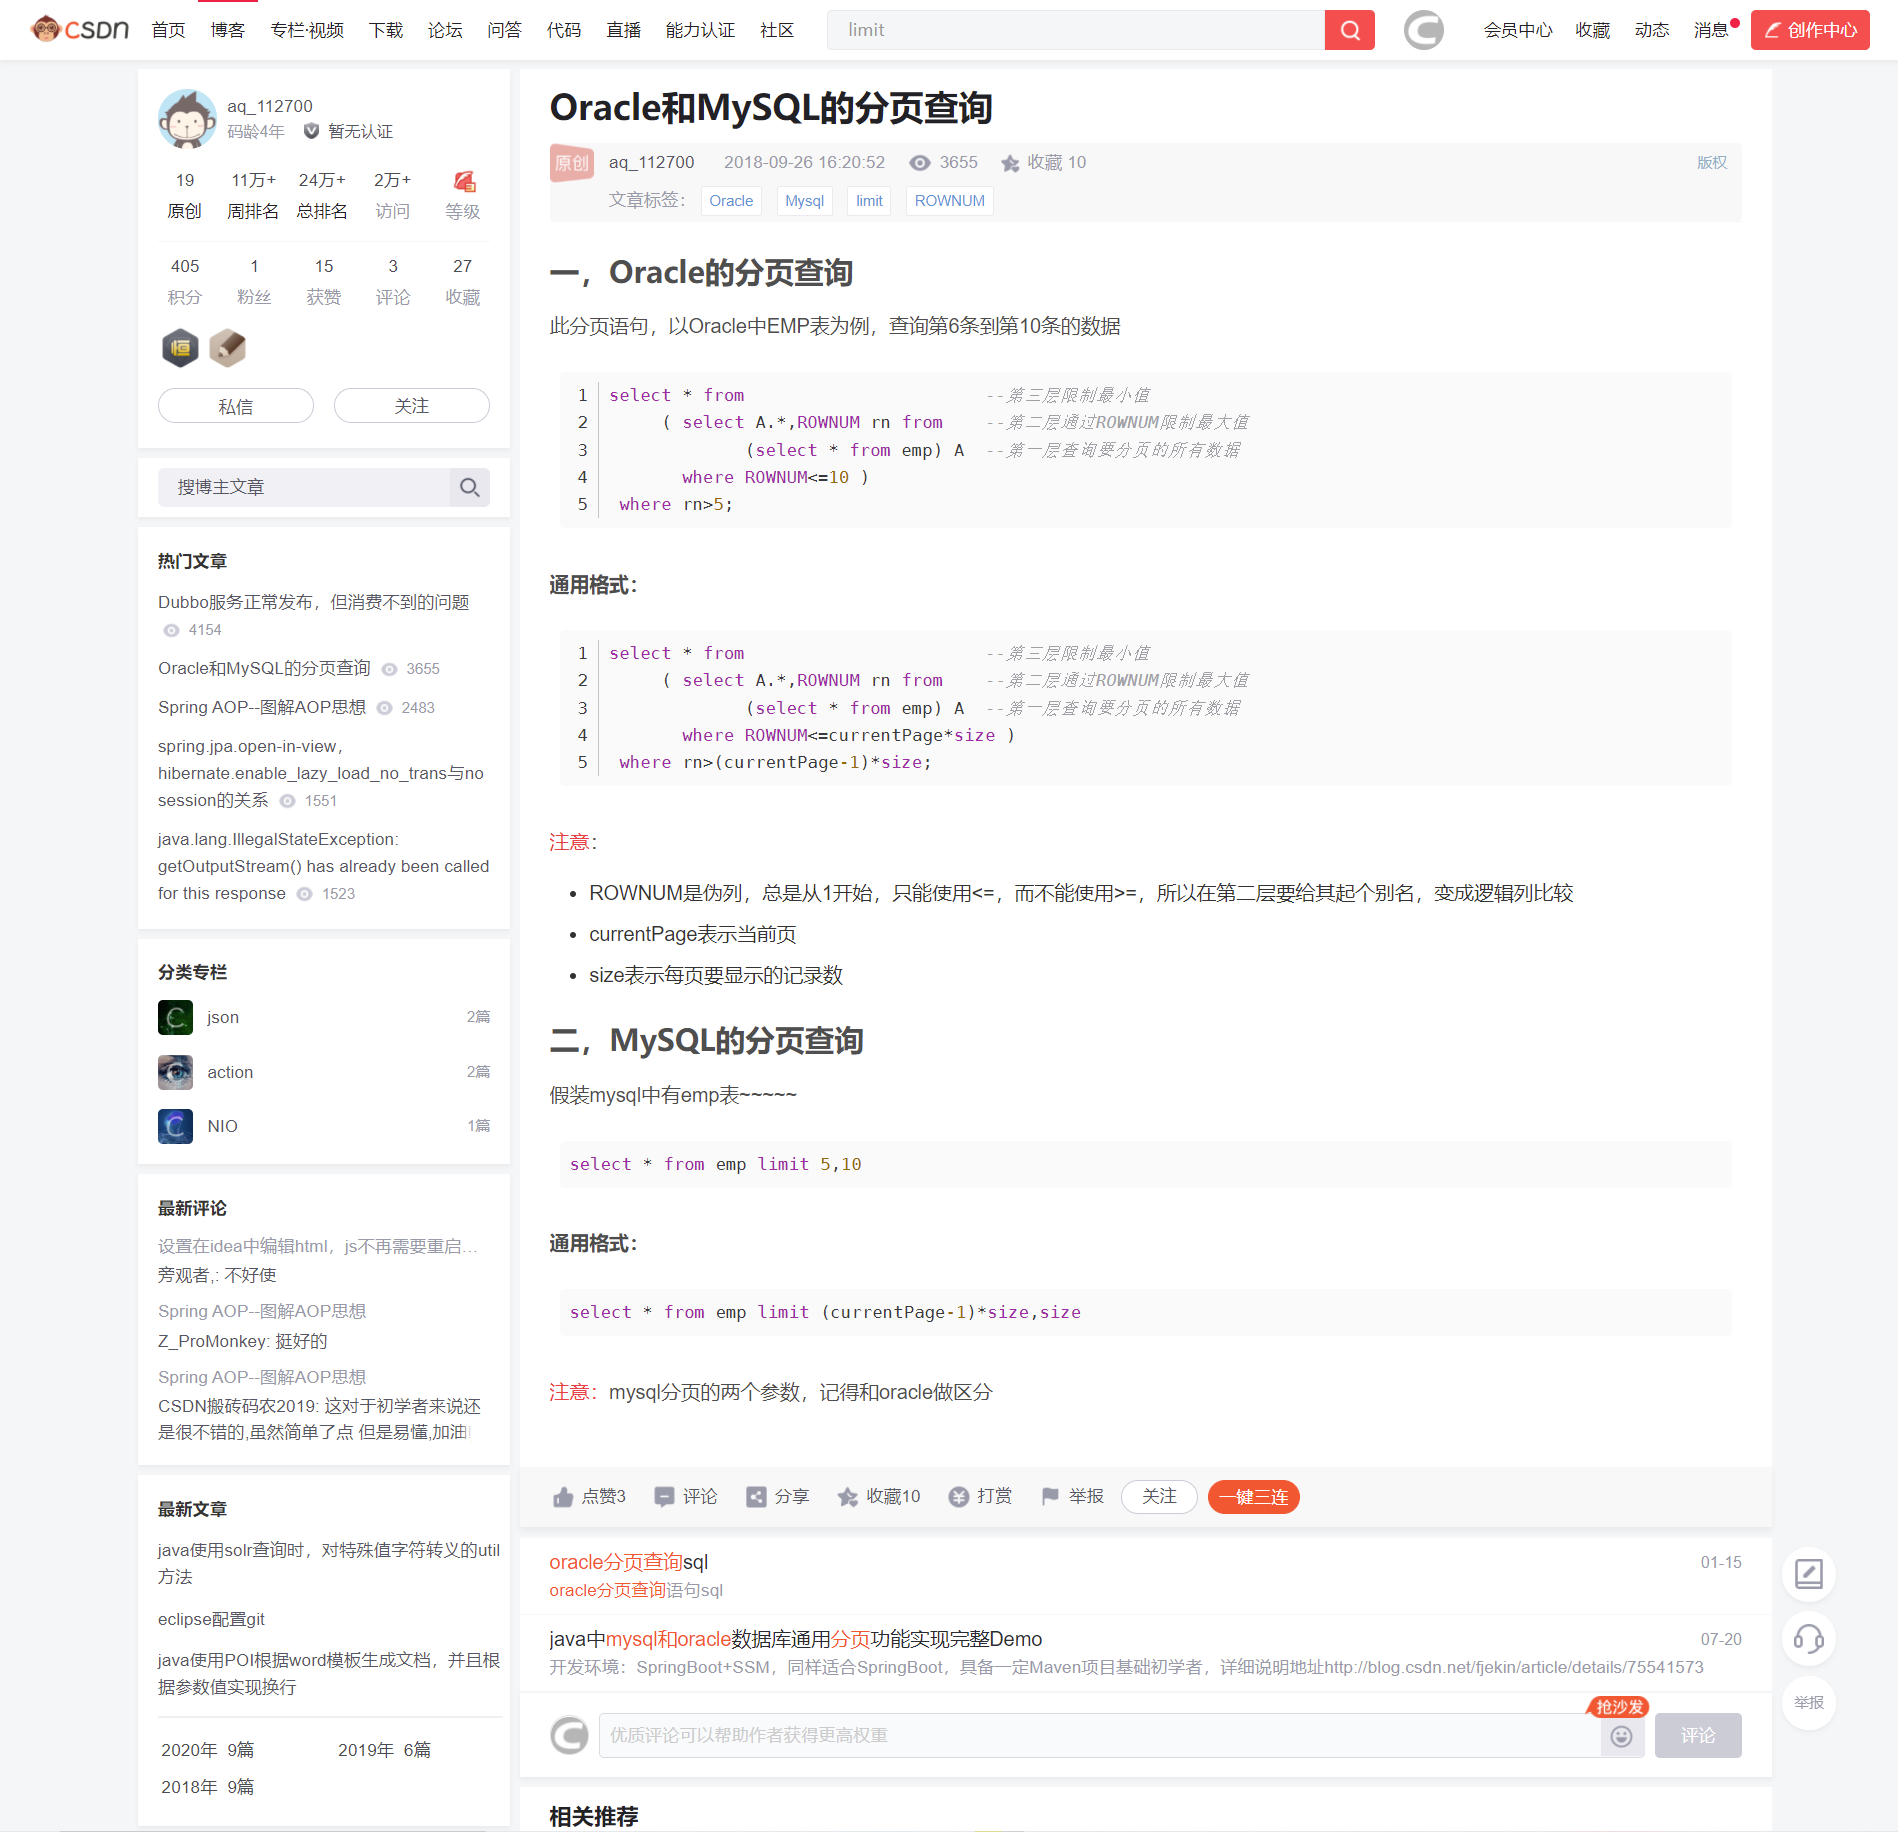 CSDN 首页 博客 专栏·视频 下载 论坛 问答 代码 直播 能力认证 社区 limit 会员中心 收藏 动态 消息 创作中心
aq_112700
码龄4年 暂无认证
19 11万+ 24万+ 2万+
原创 周排名 总排名 访问 等级
405 1 15 3 27
积分 粉丝 获赞 评论 收藏
恒
私信 关注
搜博主文章
热门文章
Dubbo服务正常发布，但消费不到的问题
4154
Oracle和MySQL的分页查询 3655
Spring AOP--图解AOP思想 2483
spring.jpa.open-in-view，
hibernate.enable_lazy_load_no_trans与no
session的关系 1551
java.lang.IllegalStateException:
getOutputStream() has already been called
for this response 1523
分类专栏
json 2篇
action 2篇
NIO 1篇
最新评论
设置在idea中编辑html，js不再需要重启...
旁观者,: 不好使
Spring AOP--图解AOP思想
Z_ProMonkey: 挺好的
Spring AOP--图解AOP思想
CSDN搬砖码农2019: 这对于初学者来说还
是很不错的,虽然简单了点 但是易懂,加油!
最新文章
java使用solr查询时，对特殊值字符转义的util
方法
eclipse配置git
java使用POI根据word模板生成文档，并且根
据参数值实现换行
2020年 9篇 2019年 6篇
2018年 9篇
Oracle和MySQL的分页查询
原创 aq_112700 2018-09-26 16:20:52 3655 收藏 10 版权
文章标签： Oracle Mysql limit ROWNUM
一，Oracle的分页查询
此分页语句，以Oracle中EMP表为例，查询第6条到第10条的数据
1 select * from --第三层限制最小值
2 ( select A.*,ROWNUM rn from --第二层通过ROWNUM限制最大值
3 (select * from emp) A --第一层查询要分页的所有数据
4 where ROWNUM<=10 )
5 where rn>5;
通用格式：
1 select * from --第三层限制最小值
2 ( select A.*,ROWNUM rn from --第二层通过ROWNUM限制最大值
3 (select * from emp) A --第一层查询要分页的所有数据
4 where ROWNUM<=currentPage*size )
5 where rn>(currentPage-1)*size;
注意：
• ROWNUM是伪列，总是从1开始，只能使用<=，而不能使用>=，所以在第二层要给其起个别名，变成逻辑列比较
• currentPage表示当前页
• size表示每页要显示的记录数
二，MySQL的分页查询
假装mysql中有emp表~~~~~
select * from emp limit 5,10
通用格式：
select * from emp limit (currentPage-1)*size,size
注意：mysql分页的两个参数，记得和oracle做区分
点赞3 评论 分享 收藏10 打赏 举报 关注 一键三连
oracle分页查询sql 01-15
oracle分页查询语句sql
java中mysql和oracle数据库通用分页功能实现完整Demo 07-20
开发环境：SpringBoot+SSM，同样适合SpringBoot，具备一定Maven项目基础初学者，详细说明地址http://blog.csdn.net/fjekin/article/details/75541573
抢沙发
优质评论可以帮助作者获得更高权重 评论
相关推荐
举报